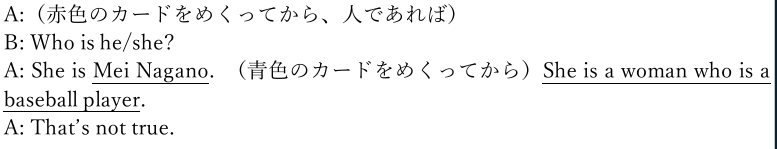 A:（赤色のカードをめくってから、人であれば）
B: Who is he/she?
A: She is Mei Nagano. （青色のカードをめくってから）She is a woman who is a
baseball player.
A: That’s not true.